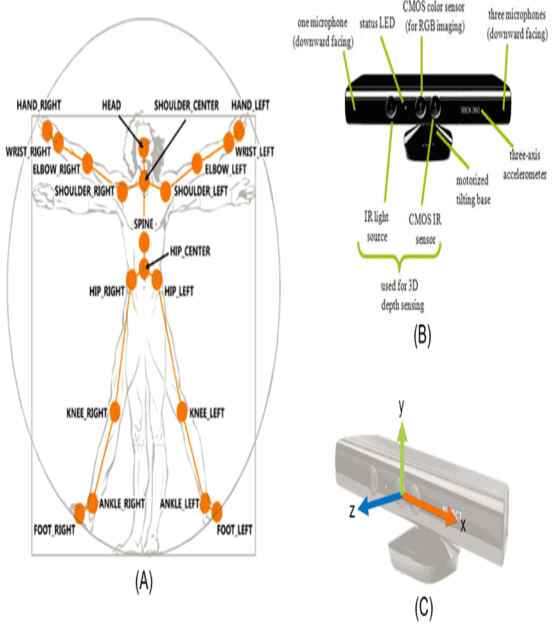 HAND_RIGHT
HEAD
SHOULDER_CENTER
HAND_LEFT
WRIST_RIGHT
WRIST_LEFT
ELBOW_RIGHT
ELBOW_LEFT
SHOULDER_RIGHT
SHOULDER_LEFT
SPINE
HIP_CENTER
HIP_RIGHT
HIP_LEFT
KNEE_RIGHT
KNEE_LEFT
ANKLE_RIGHT
ANKLE_LEFT
FOOT_RIGHT
FOOT_LEFT
(A)
one microphone
(downward facing)
status LED
CMOS color sensor
(for RGB imaging)
three microphones
(downward facing)
XBOX 360
three-axis
accelerometer
motorized
tilting base
IR light
source
CMOS IR
sensor
used for 3D
depth sensing
(B)
y
z
x
(C)